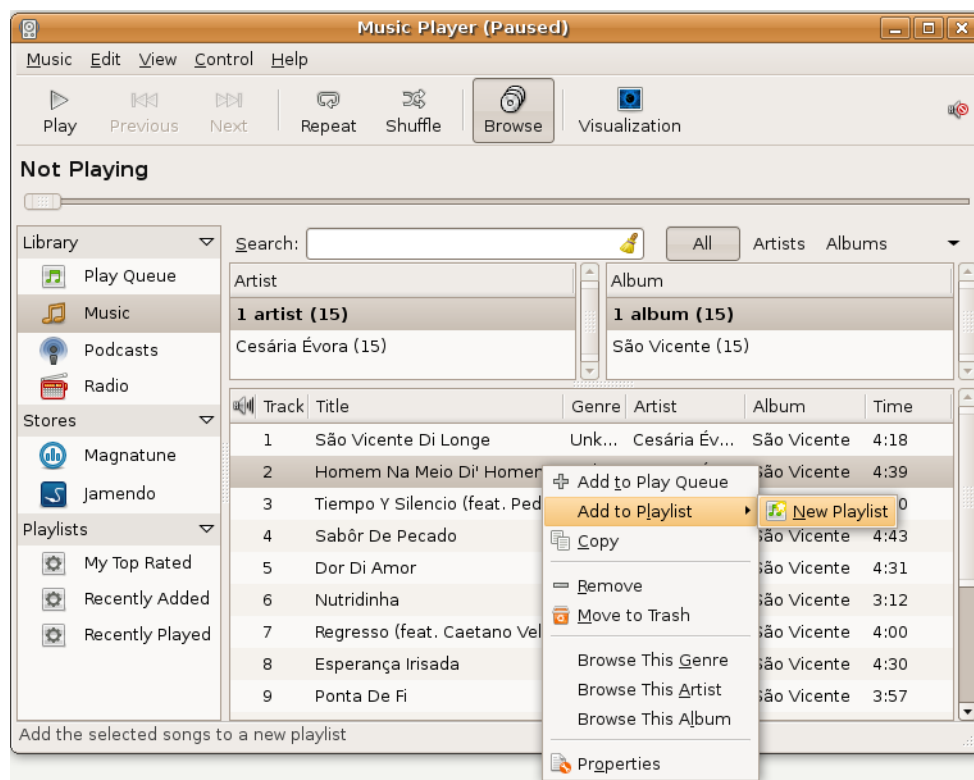 Music Player (Paused)
Music Edit View Control Help
Play Previous Next Repeat Shuffle Browse Visualization
Not Playing
Library
Play Queue
Music
Podcasts
Radio
Stores
Magnatune
Jamendo
Playlists
My Top Rated
Recently Added
Recently Played
Search: All Artists Albums
Artist
1 artist (15)
Cesária Évora (15)
Album
1 album (15)
São Vicente (15)
Track Title Genre Artist Album Time
1 São Vicente Di Longe Unk... Cesária Év... São Vicente 4:18
2 Homem Na Meio Di' Homen São Vicente 4:39
3 Tiempo Y Silencio (feat. Ped 0
4 Sabôr De Pecado São Vicente 4:43
5 Dor Di Amor São Vicente 4:31
6 Nutridinha São Vicente 3:12
7 Regresso (feat. Caetano Vel São Vicente 4:00
8 Esperança Irisada São Vicente 4:30
9 Ponta De Fi São Vicente 3:57
Add to Play Queue
Add to Playlist
New Playlist
Copy
Remove
Move to Trash
Browse This Genre
Browse This Artist
Browse This Album
Properties
Add the selected songs to a new playlist